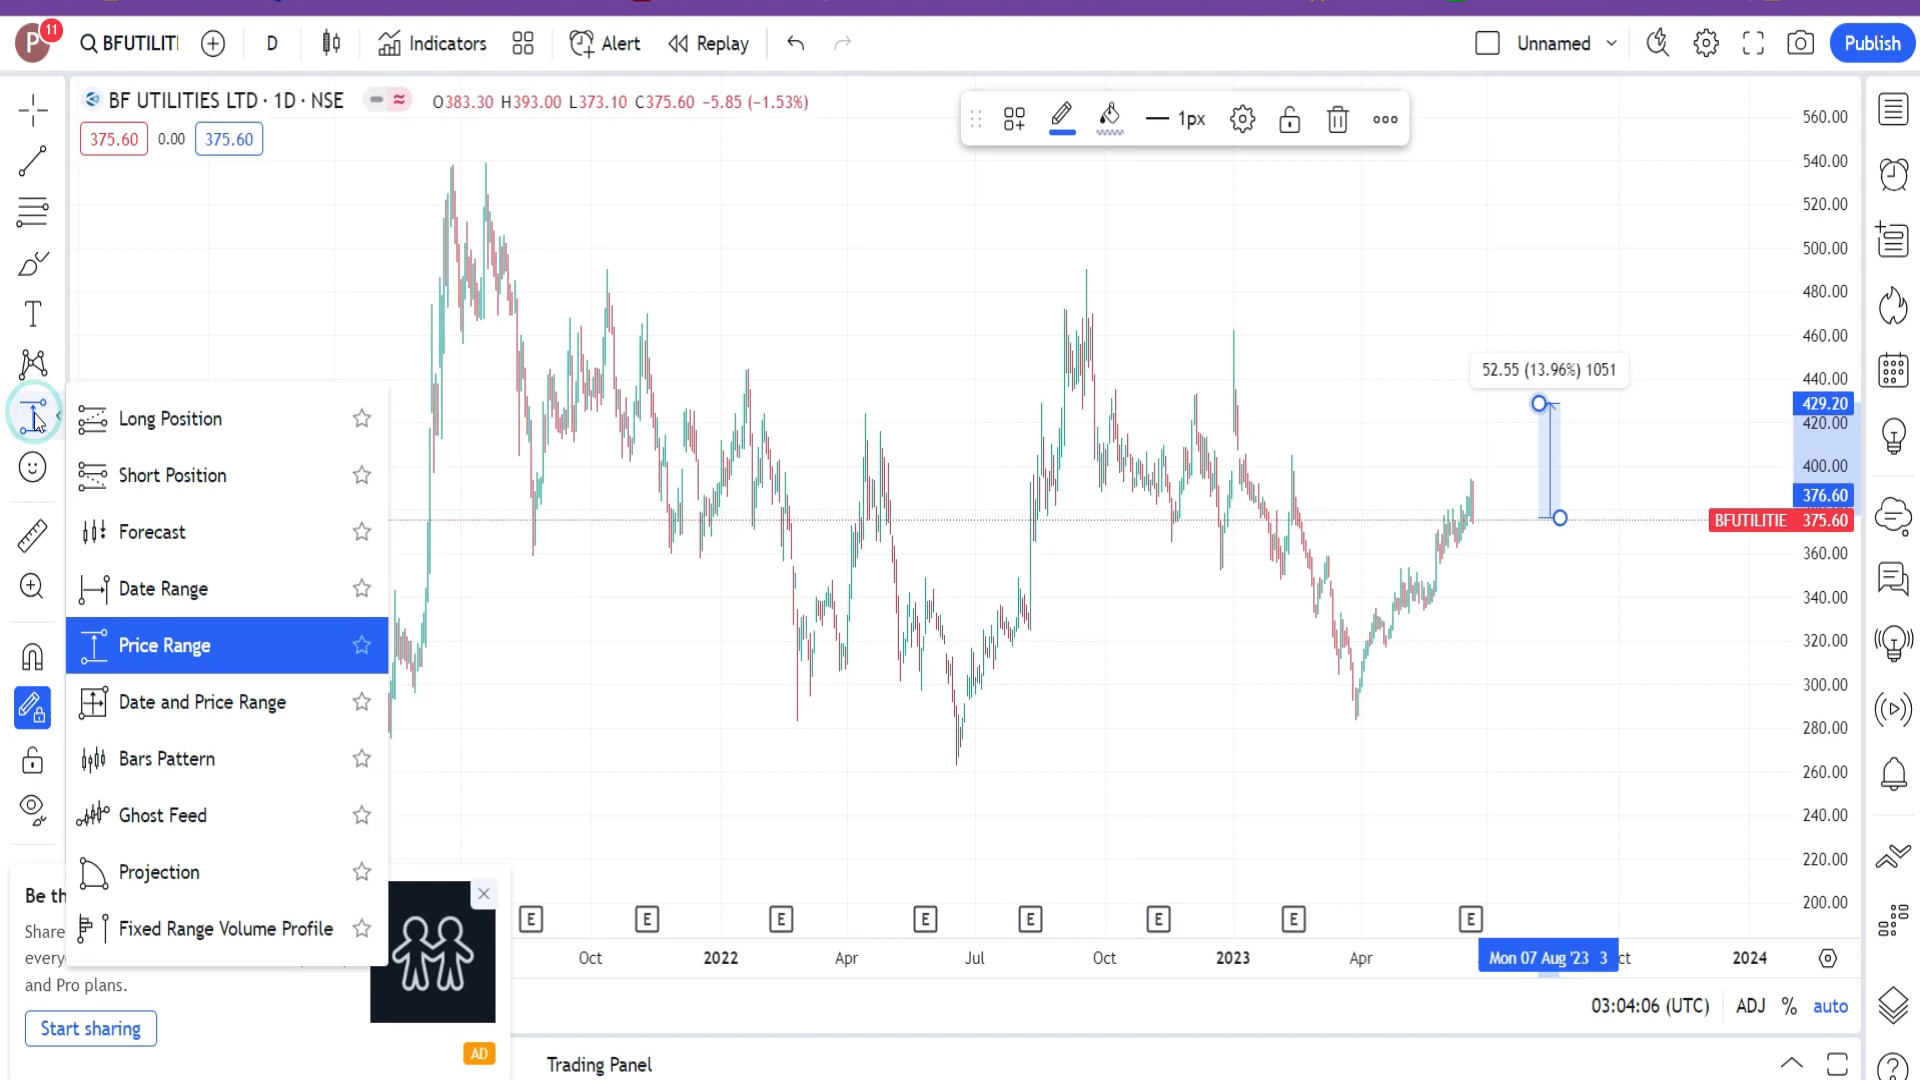 P
11
BFUTILITI
D
Indicators
Alert
Replay
Unnamed
Publish
BF UTILITIES LTD · 1D · NSE
O383.30 H393.00 L373.10 C375.60 −5.85 (−1.53%)
375.60
0.00
375.60
1px
560.00
540.00
520.00
500.00
480.00
460.00
440.00
429.20
420.00
400.00
376.60
BFUTILITIE 375.60
360.00
340.00
320.00
300.00
280.00
260.00
240.00
220.00
200.00
52.55 (13.96%) 1051
T
Long Position
Short Position
Forecast
Date Range
Price Range
Date and Price Range
Bars Pattern
Ghost Feed
Projection
Fixed Range Volume Profile
Be th
Share
every
and Pro plans.
Start sharing
AD
E E E E E E E E
Oct 2022 Apr Jul Oct 2023 Apr Mon 07 Aug '23 3 ct 2024
03:04:06 (UTC) ADJ % auto
Trading Panel